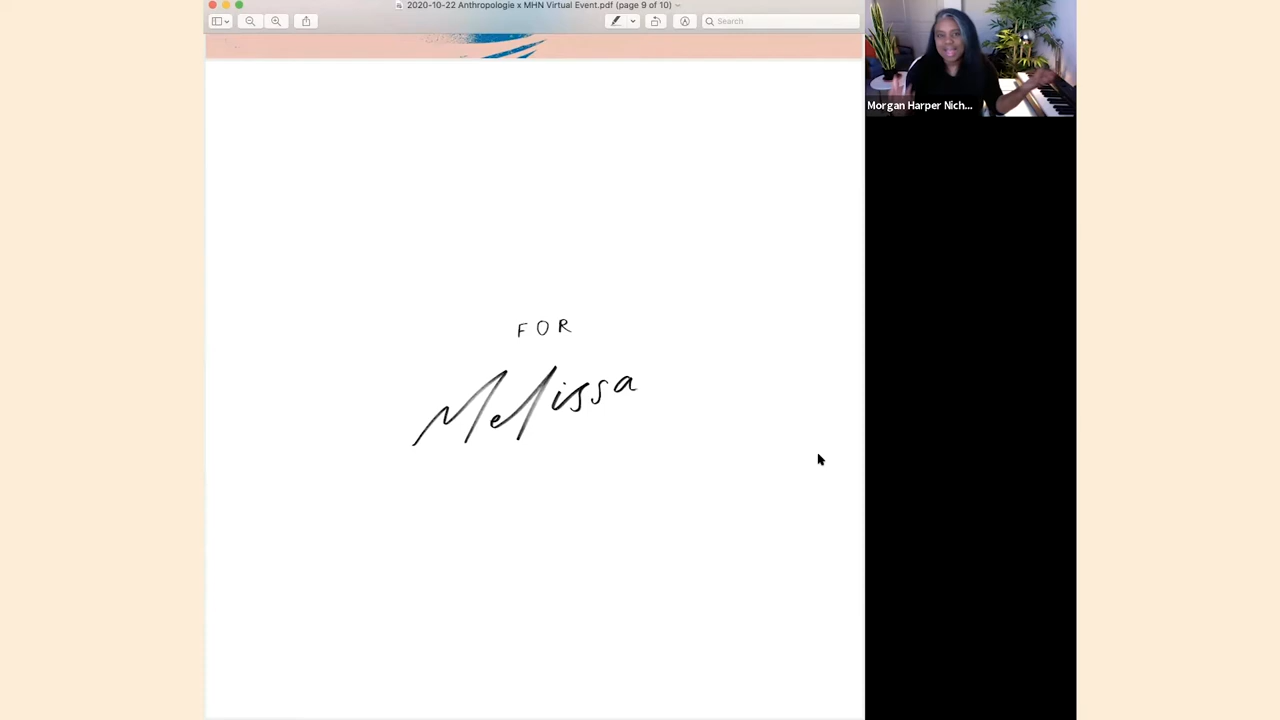 2020-10-22 Anthropologie x MHN Virtual Event.pdf (page 9 of 10)
Search
Morgan Harper Nich...
FOR
Melissa